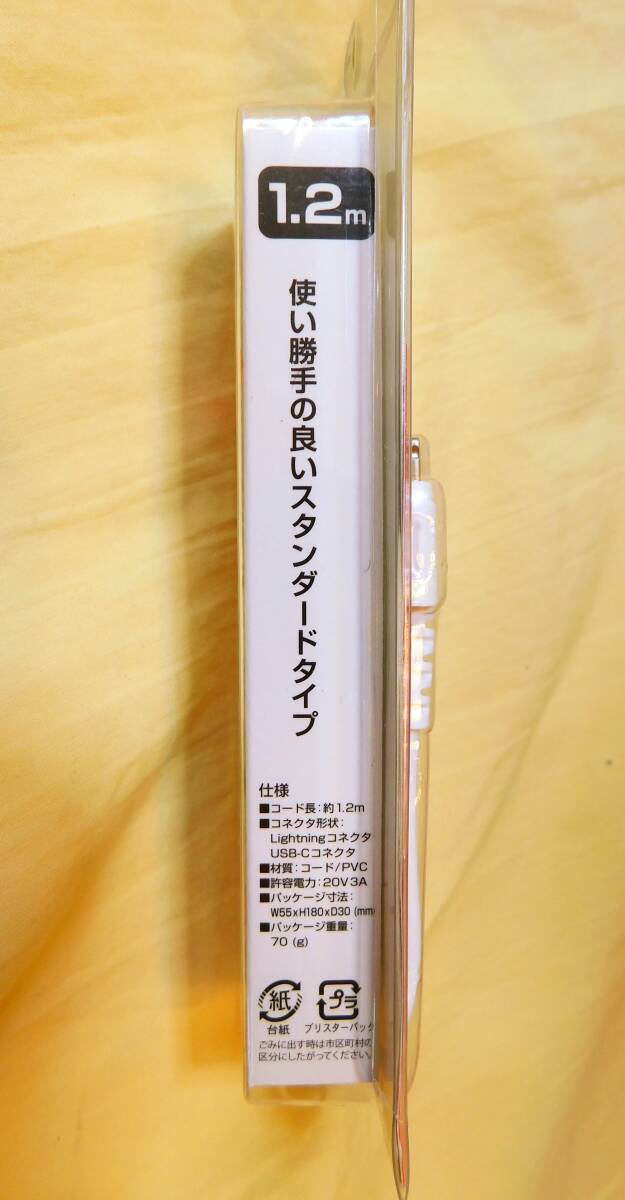 1.2m
使い勝手の良いスタンダードタイプ
仕様
■コード長：約1.2m
■コネクタ形状：
Lightningコネクタ
USB-Cコネクタ
■材質：コード/PVC
■許容電力：20V3A
■パッケージ寸法：
W55xH180xD30 (mm)
■パッケージ重量：
70 (g)
紙 プラ
台紙 ブリスターパック
ごみに出す時は市区町村の
区分にしたがってください。